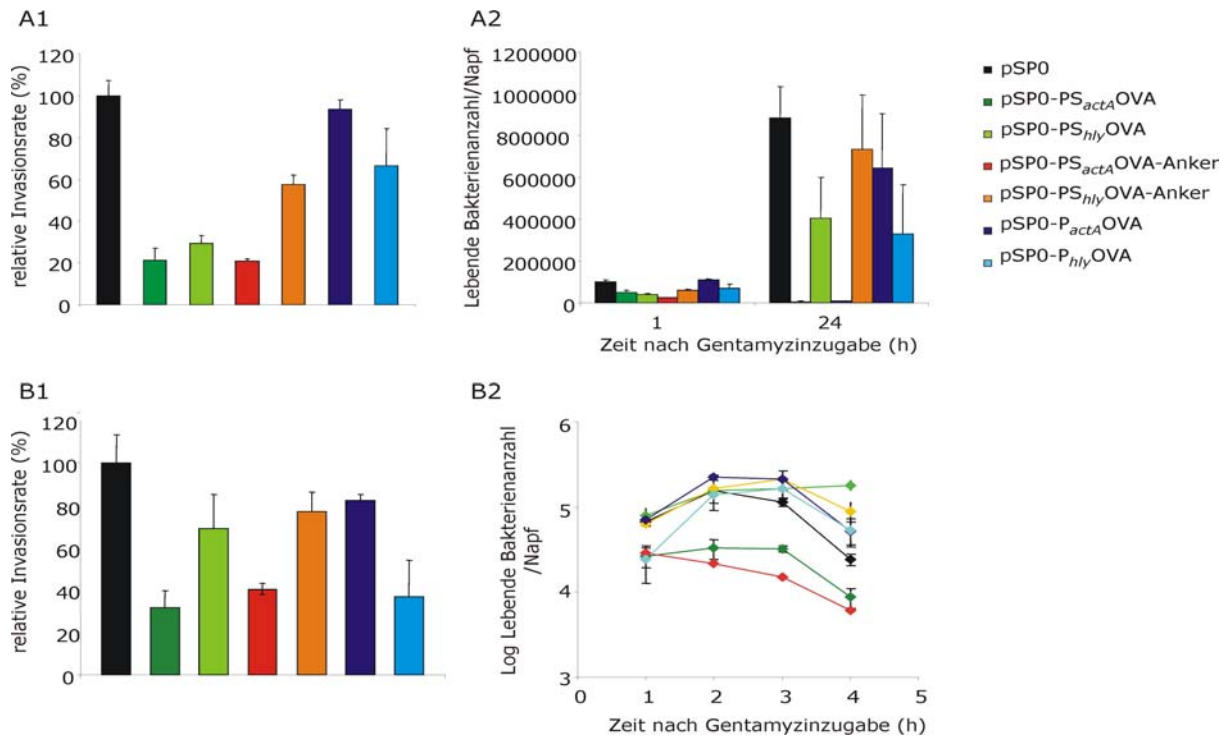 A1
relative Invasionsrate (%)
120
100
80
60
40
20
0
A2
Lebende Bakterienanzahl/Napf
1200000
1000000
800000
600000
400000
200000
0
1
24
Zeit nach Gentamyzinzugabe (h)
pSP0
pSP0-PSactAOVA
pSP0-PShlyOVA
pSP0-PSactAOVA-Anker
pSP0-PShlyOVA-Anker
pSP0-PactAOVA
pSP0-PhlyOVA
B1
relative Invasionsrate (%)
120
100
80
60
40
20
0
B2
Log Lebende Bakterienanzahl
/Napf
6
5
4
3
0
1
2
3
4
5
Zeit nach Gentamyzinzugabe (h)